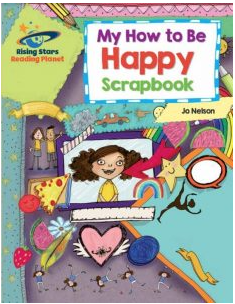 Rising Stars
Reading Planet
My How to Be
Happy
Scrapbook
Jo Nelson